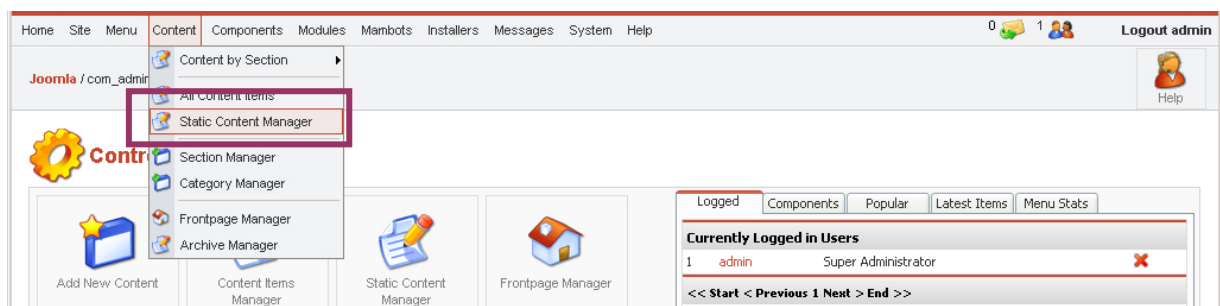 Home Site Menu Content Components Modules Mambots Installers Messages System Help 0 1 Logout admin
Content by Section
Joomla / com_admin
Help
All Content Items
Static Content Manager
Contro
Section Manager
Category Manager
Frontpage Manager
Archive Manager
Add New Content
Content Items Manager
Static Content Manager
Frontpage Manager
Logged Components Popular Latest Items Menu Stats
Currently Logged in Users
1 admin Super Administrator
<< Start < Previous 1 Next > End >>